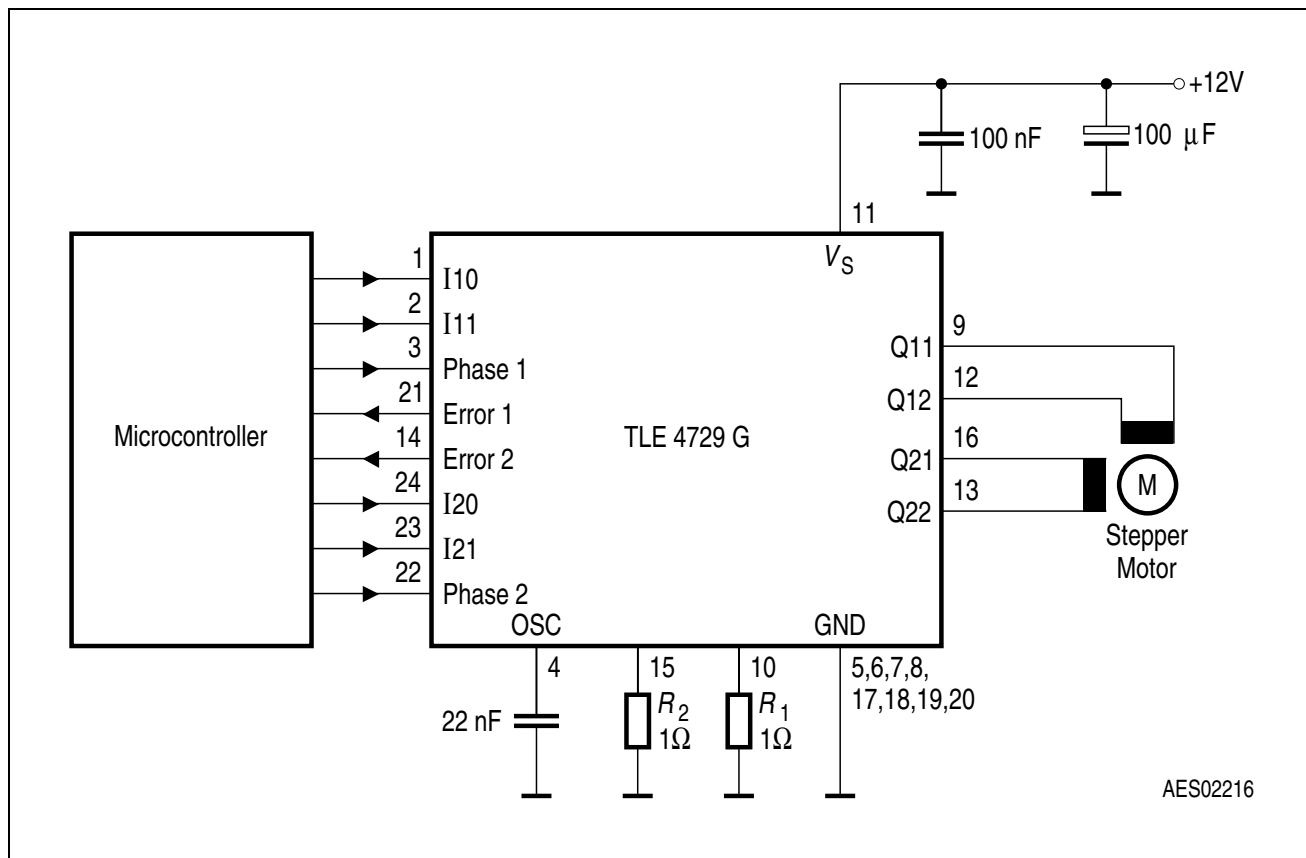 +12V
100 nF
100 μF
11
V_S
Microcontroller
1
I10
2
I11
3
Phase 1
21
Error 1
14
Error 2
24
I20
23
I21
22
Phase 2
TLE 4729 G
9
Q11
12
Q12
16
Q21
13
Q22
M
Stepper
Motor
OSC
GND
4
15
10
5,6,7,8,
17,18,19,20
22 nF
R_2
1Ω
R_1
1Ω
AES02216